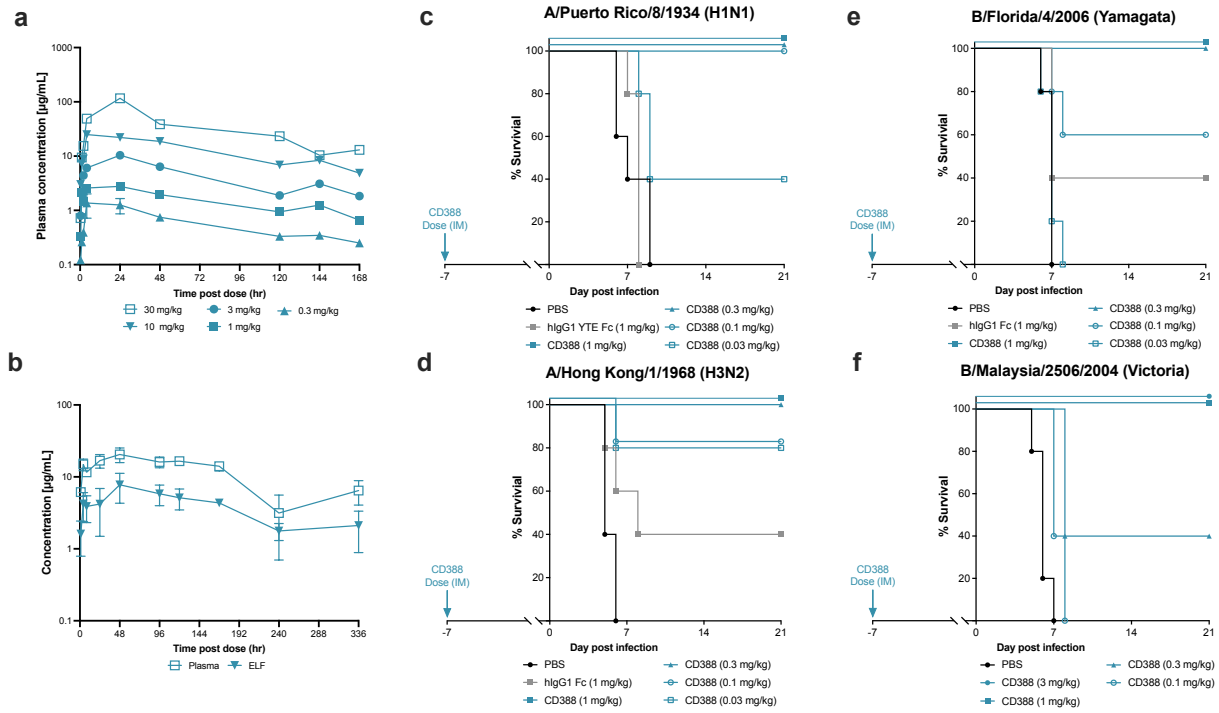 a
Plasma concentration [µg/mL]
1000
100
10
1
0.1
0 24 48 72 96 120 144 168
Time post dose (hr)
30 mg/kg
3 mg/kg
0.3 mg/kg
10 mg/kg
1 mg/kg
b
Concentration [µg/mL]
100
10
1
0.1
0 48 96 144 192 240 288 336
Time post dose (hr)
Plasma
ELF
c
A/Puerto Rico/8/1934 (H1N1)
% Survivial
100
80
60
40
20
CD388
Dose (IM)
-7 0 7 14 21
Day post infection
PBS
hIgG1 YTE Fc (1 mg/kg)
CD388 (1 mg/kg)
CD388 (0.3 mg/kg)
CD388 (0.1 mg/kg)
CD388 (0.03 mg/kg)
d
A/Hong Kong/1/1968 (H3N2)
% Survivial
100
80
60
40
20
CD388
Dose (IM)
-7 0 7 14 21
Day post infection
PBS
hIgG1 Fc (1 mg/kg)
CD388 (1 mg/kg)
CD388 (0.3 mg/kg)
CD388 (0.1 mg/kg)
CD388 (0.03 mg/kg)
e
B/Florida/4/2006 (Yamagata)
% Survivial
100
80
60
40
20
CD388
Dose (IM)
-7 0 7 14 21
Day post infection
PBS
hIgG1 Fc (1 mg/kg)
CD388 (1 mg/kg)
CD388 (0.3 mg/kg)
CD388 (0.1 mg/kg)
CD388 (0.03 mg/kg)
f
B/Malaysia/2506/2004 (Victoria)
% Survivial
100
80
60
40
20
CD388
Dose (IM)
-7 0 7 14 21
Day post infection
PBS
CD388 (3 mg/kg)
CD388 (1 mg/kg)
CD388 (0.3 mg/kg)
CD388 (0.1 mg/kg)